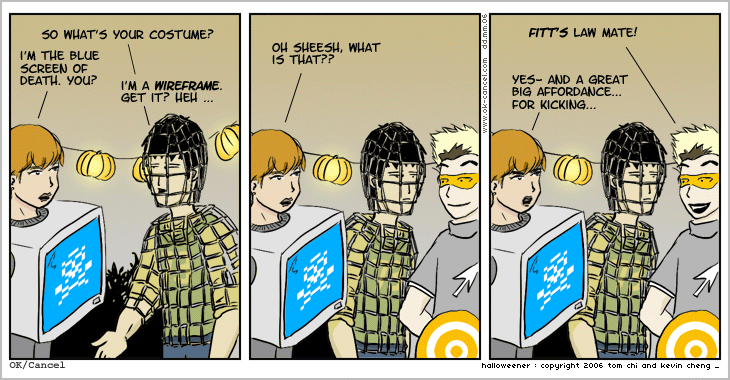 SO WHAT'S YOUR COSTUME?
I'M THE BLUE
SCREEN OF
DEATH. YOU?
I'M A WIREFRAME.
GET IT? HEH ...
OH SHEESH, WHAT
IS THAT??
www.ok-cancel.com dd.mm.06
FITT'S LAW MATE!
YES- AND A GREAT
BIG AFFORDANCE...
FOR KICKING...
OK/Cancel
halloweener : copyright 2006 tom chi and kevin cheng _